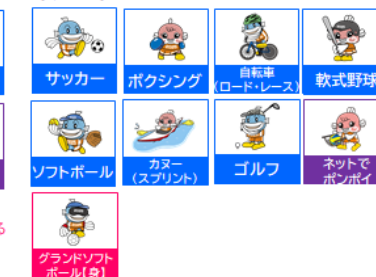 サッカー
ボクシング
自転車
(ロード・レース)
軟式野球
ソフトボール
カヌー
(スプリント)
ゴルフ
ネットで
ポンポイ
る
グランドソフト
ボール【身】